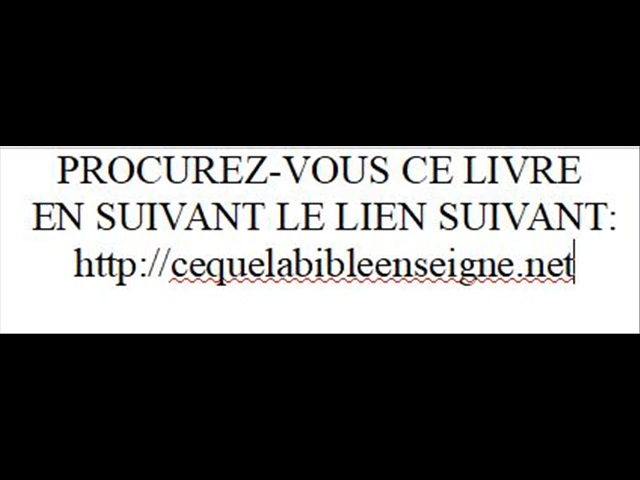 PROCUREZ-VOUS CE LIVRE
EN SUIVANT LE LIEN SUIVANT:
http://cequelabibleenseigne.net